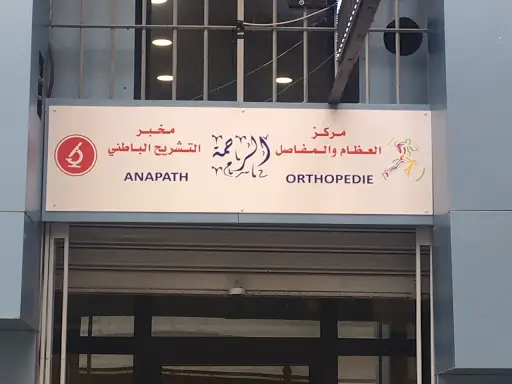 مركز
العظام والمفاصل
ORTHOPEDIE
الرحمة
مخبر
التشريح الباطني
ANAPATH